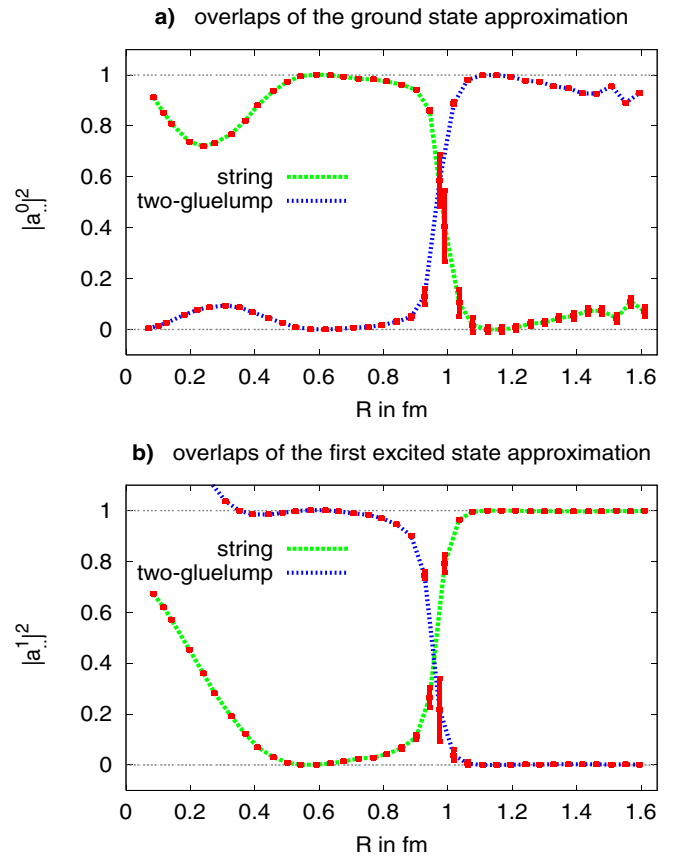 a) overlaps of the ground state approximation
1
0.8
0.6
0.4
0.2
0
|a⁰..|²
string
two-gluelump
0 0.2 0.4 0.6 0.8 1 1.2 1.4 1.6
R in fm
b) overlaps of the first excited state approximation
1
0.8
0.6
0.4
0.2
0
|a¹..|²
string
two-gluelump
0 0.2 0.4 0.6 0.8 1 1.2 1.4 1.6
R in fm